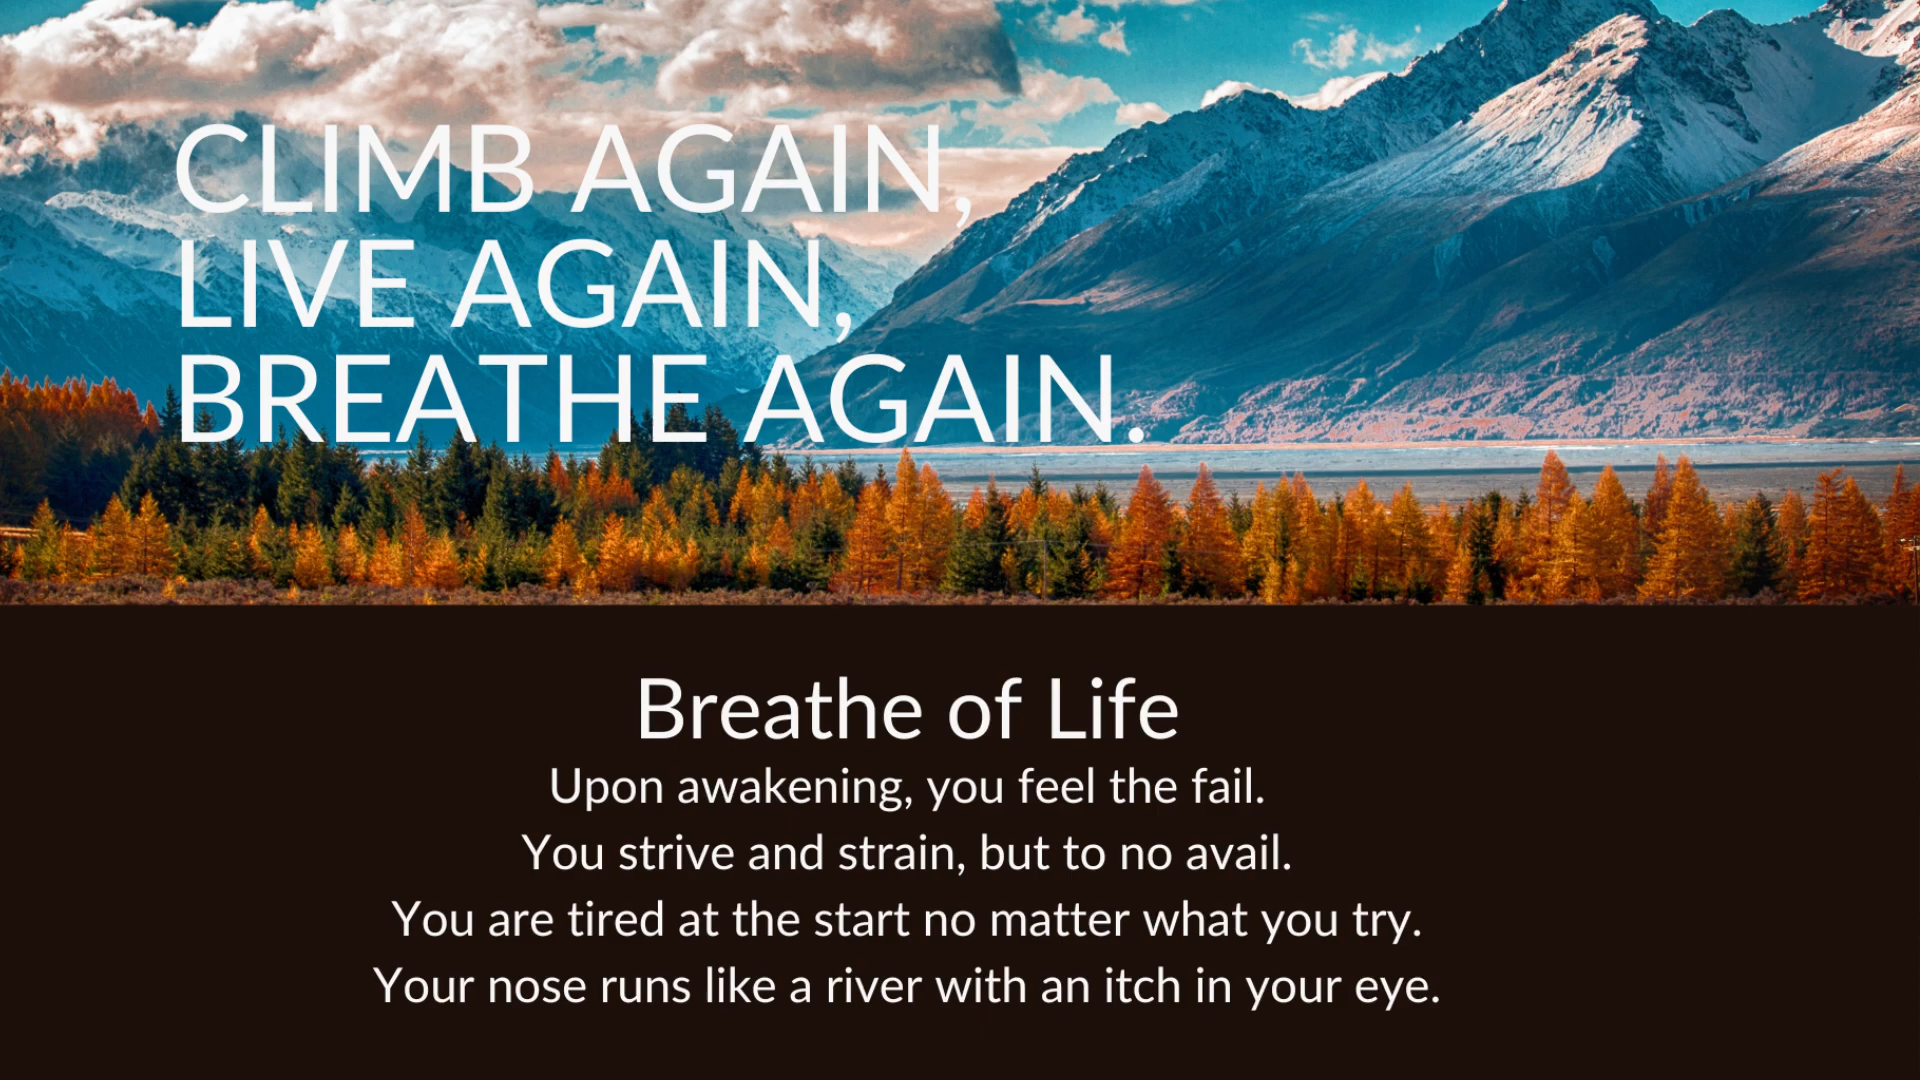 CLIMB AGAIN,
LIVE AGAIN,
BREATHE AGAIN.
Breathe of Life
Upon awakening, you feel the fail.
You strive and strain, but to no avail.
You are tired at the start no matter what you try.
Your nose runs like a river with an itch in your eye.